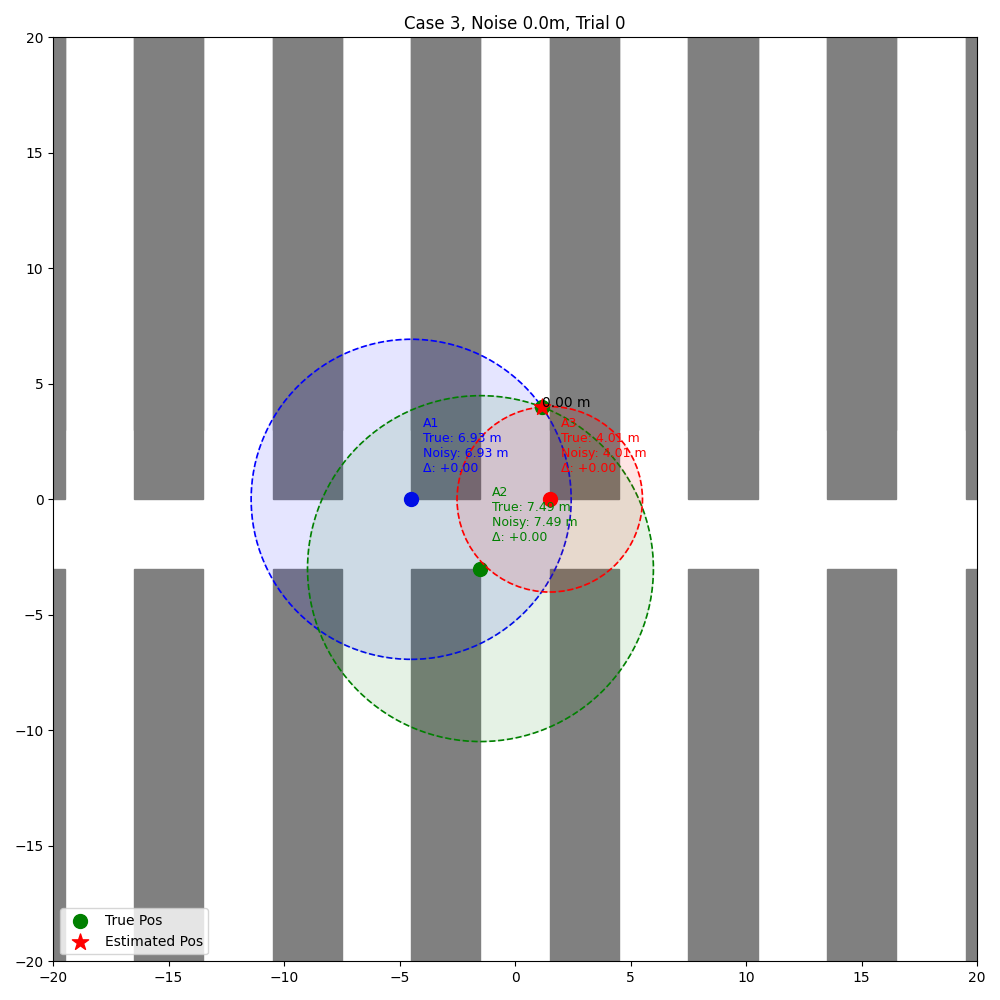 Case 3, Noise 0.0m, Trial 0
20
15
10
5
0
−5
−10
−15
−20
0.00 m
A1
True: 6.93 m
Noisy: 6.93 m
Δ: +0.00
A3
True: 4.01 m
Noisy: 4.01 m
Δ: +0.00
A2
True: 7.49 m
Noisy: 7.49 m
Δ: +0.00
True Pos
Estimated Pos
−20 −15 −10 −5 0 5 10 15 20